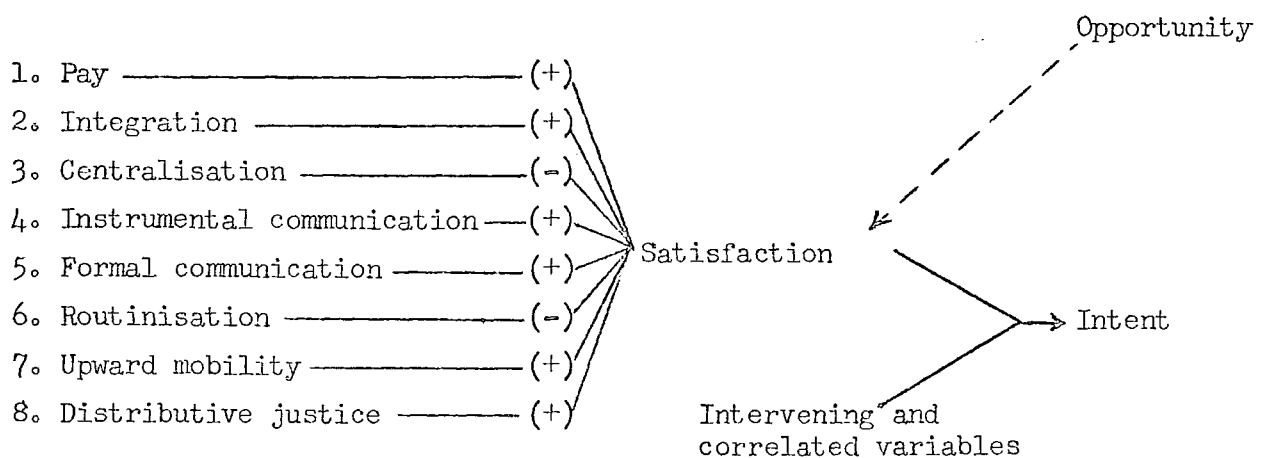 Opportunity
1. Pay (+)
2. Integration (+)
3. Centralisation (-)
4. Instrumental communication (+)
Satisfaction
5. Formal communication (+)
6. Routinisation (-)
Intent
7. Upward mobility (+)
8. Distributive justice (+)
Intervening and
correlated variables